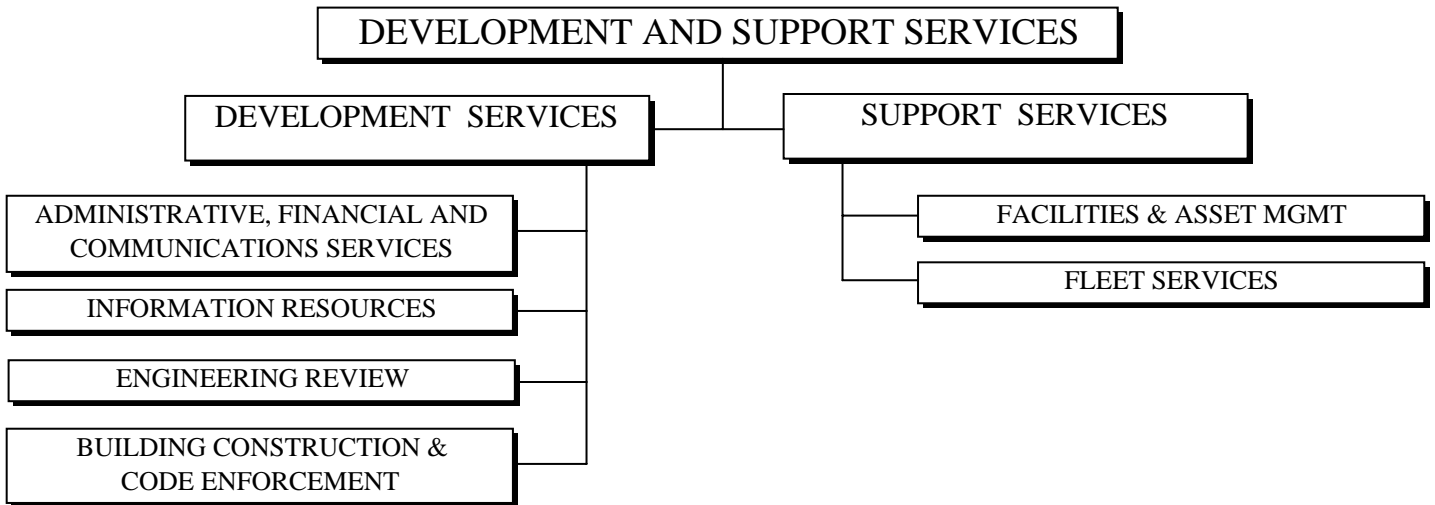 DEVELOPMENT AND SUPPORT SERVICES
DEVELOPMENT SERVICES
SUPPORT SERVICES
ADMINISTRATIVE, FINANCIAL AND
COMMUNICATIONS SERVICES
INFORMATION RESOURCES
ENGINEERING REVIEW
BUILDING CONSTRUCTION &
CODE ENFORCEMENT
FACILITIES & ASSET MGMT
FLEET SERVICES